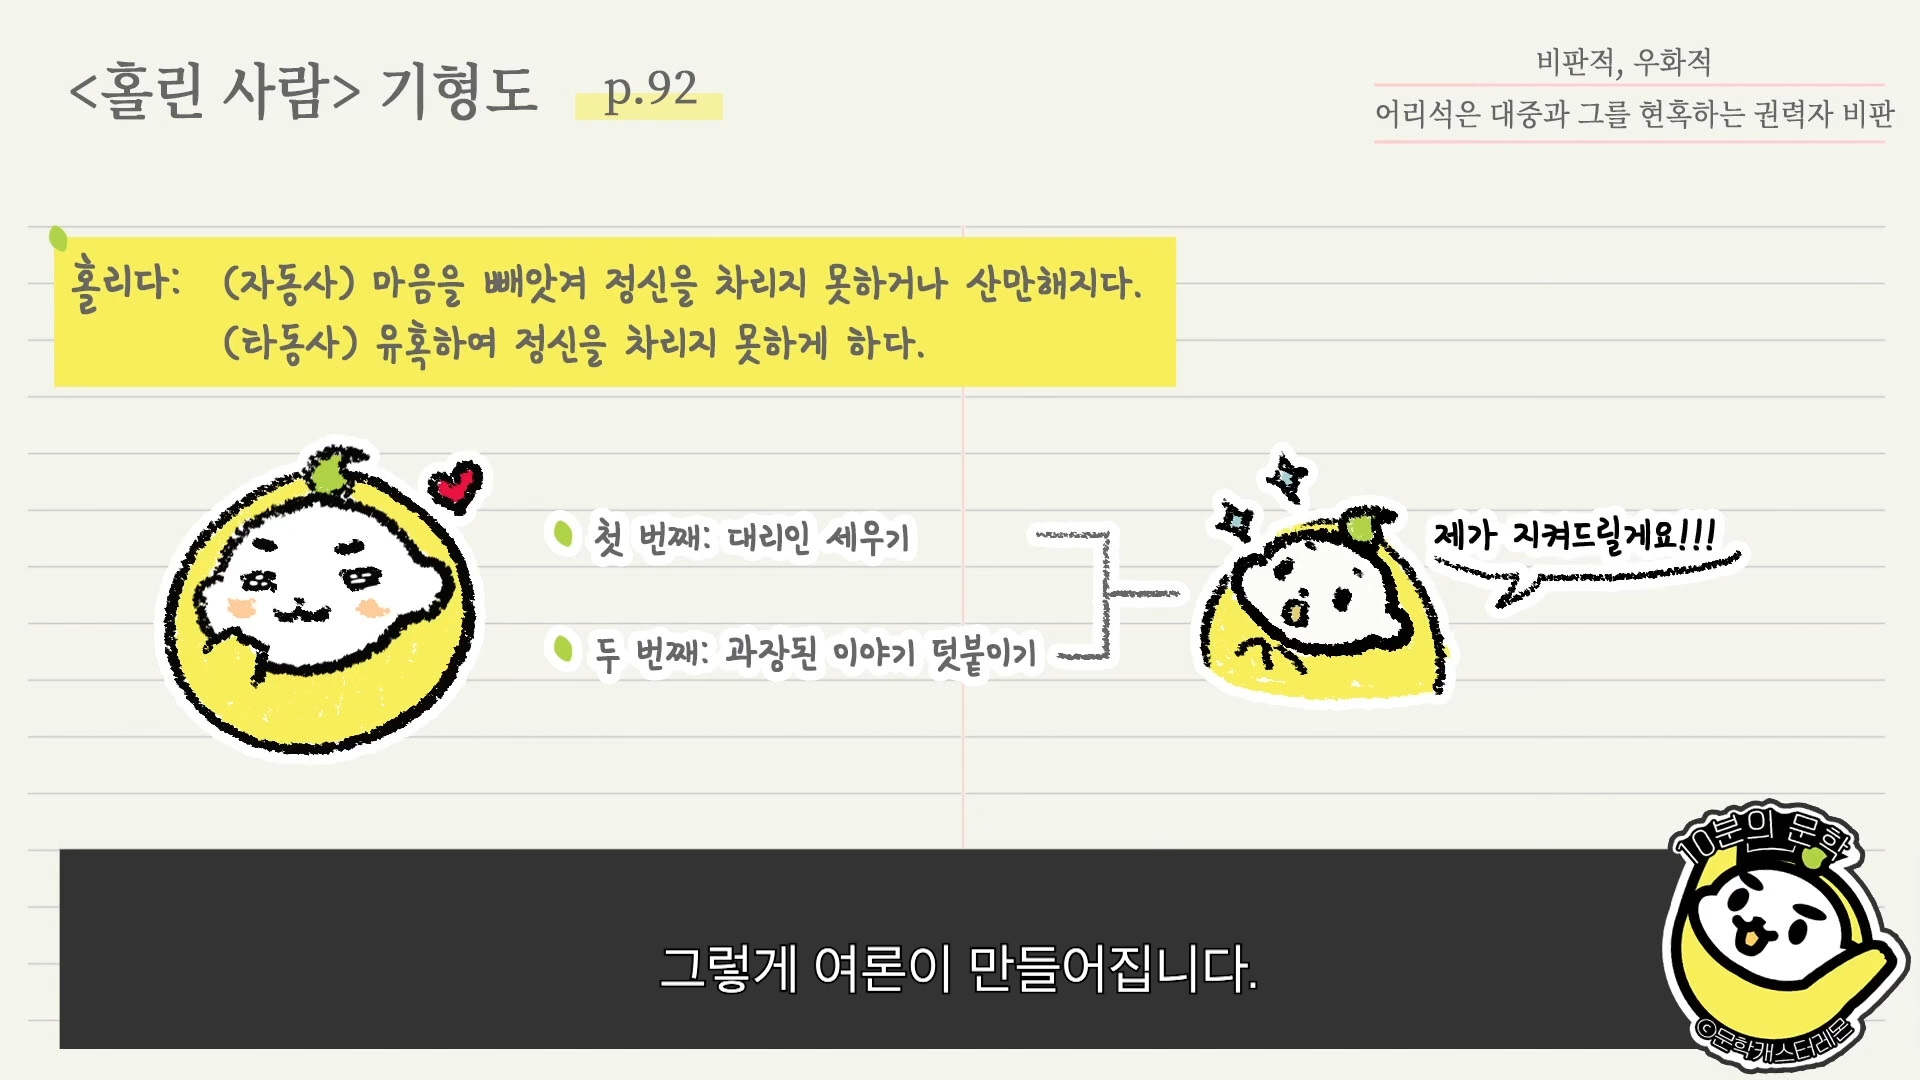 <홀린 사람> 기형도 p.92
비판적, 우화적
어리석은 대중과 그를 현혹하는 권력자 비판
홀리다: (자동사) 마음을 빼앗겨 정신을 차리지 못하거나 산만해지다.
(타동사) 유혹하여 정신을 차리지 못하게 하다.
첫 번째: 대리인 세우기
두 번째: 과장된 이야기 덧붙이기
제가 지켜드릴게요!!!
그렇게 여론이 만들어집니다.
10분의 문학
©문학캐스터레몬